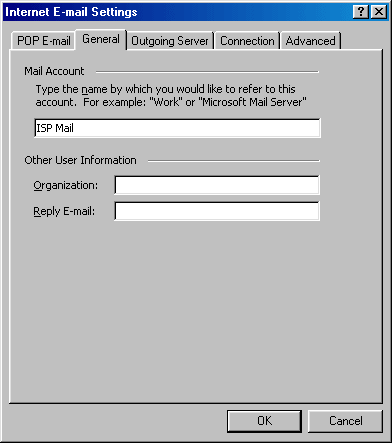 Internet E-mail Settings
POP E-mail General Outgoing Server Connection Advanced
Mail Account
Type the name by which you would like to refer to this
account. For example: "Work" or "Microsoft Mail Server"
ISP Mail
Other User Information
Organization:
Reply E-mail:
OK Cancel